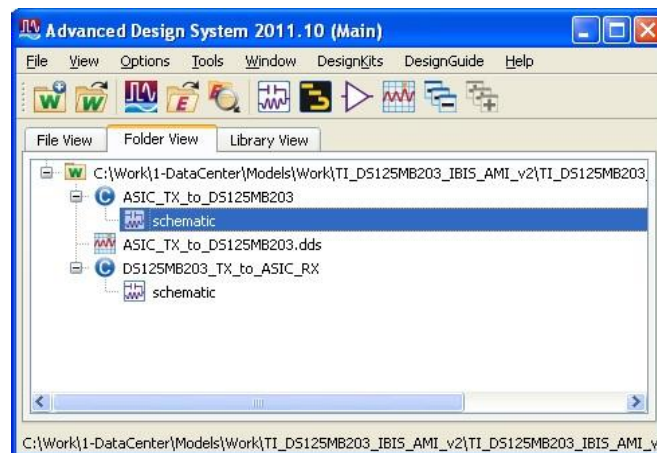 Advanced Design System 2011.10 (Main)
File View Options Tools Window DesignKits DesignGuide Help
File View Folder View Library View
C:\Work\1-DataCenter\Models\Work\TI_DS125MB203_IBIS_AMI_v2\TI_DS125MB203_
ASIC_TX_to_DS125MB203
schematic
ASIC_TX_to_DS125MB203.dds
DS125MB203_TX_to_ASIC_RX
schematic
C:\Work\1-DataCenter\Models\Work\TI_DS125MB203_IBIS_AMI_v2\TI_DS125MB203_IBIS_AMI_v